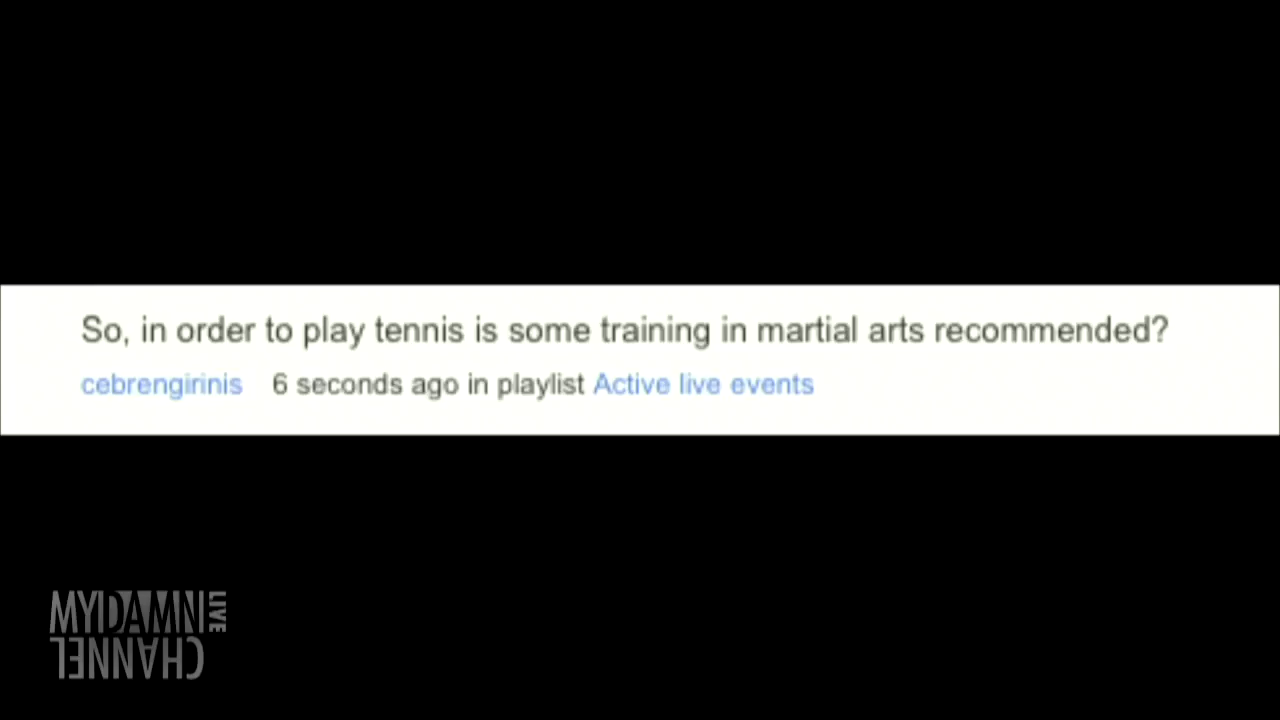 So, in order to play tennis is some training in martial arts recommended?
cebrengirinis 6 seconds ago in playlist Active live events
MYDAMN LIVE
CHANNEL